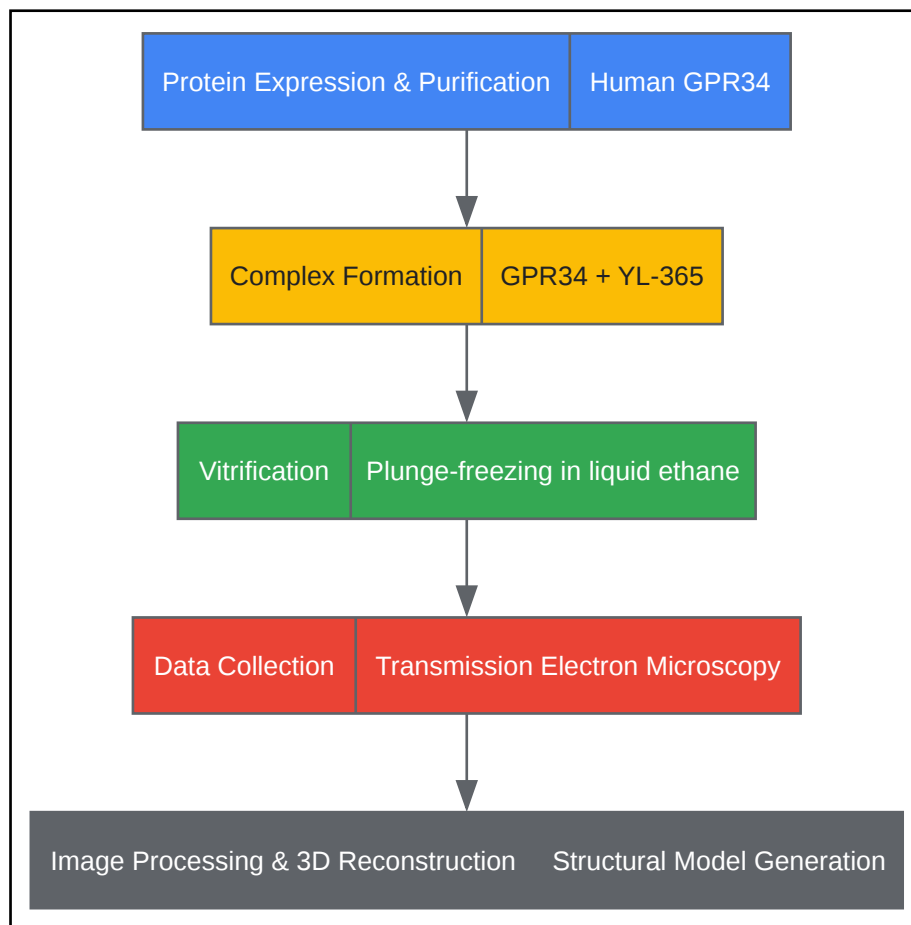 Protein Expression & Purification Human GPR34
Complex Formation GPR34 + YL-365
Vitrification Plunge-freezing in liquid ethane
Data Collection Transmission Electron Microscopy
Image Processing & 3D Reconstruction Structural Model Generation